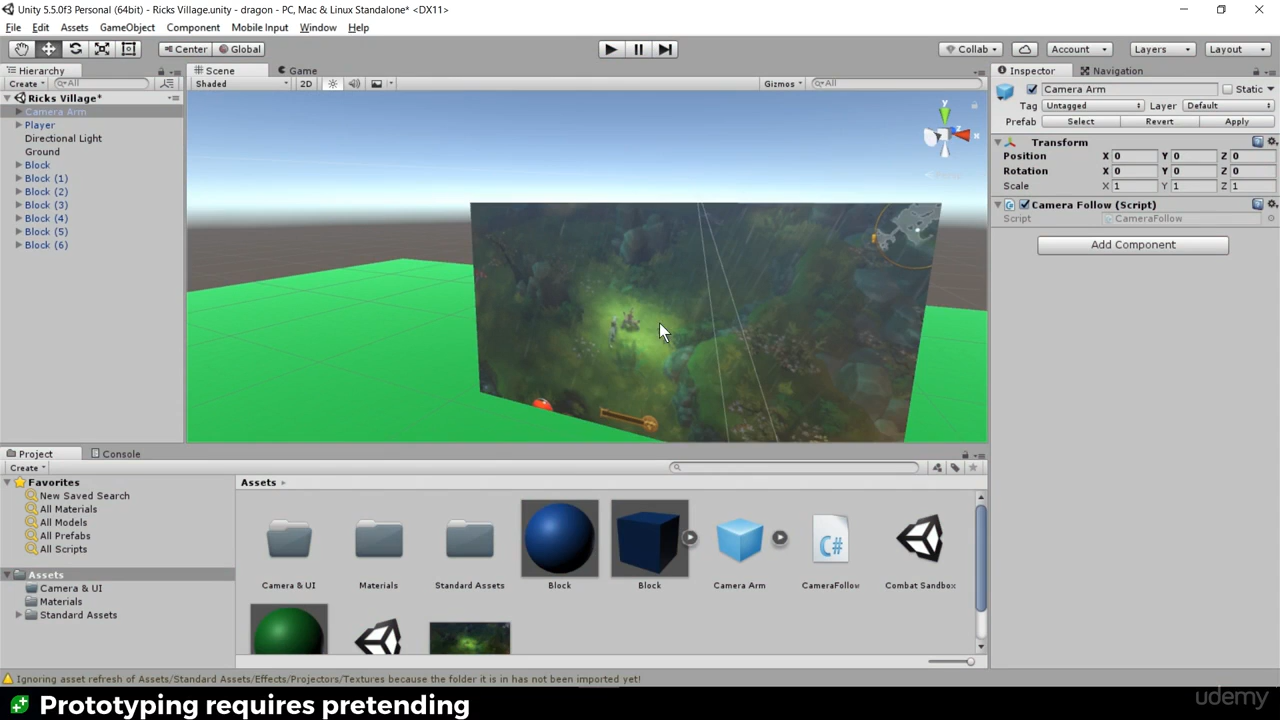 Unity 5.5.0f3 Personal (64bit) - Ricks Village.unity - dragon - PC, Mac & Linux Standalone* <DX11>
File Edit Assets GameObject Component Mobile Input Window Help
Center Global Collab Account Layers Layout
Hierarchy Scene Game Inspector Navigation
Create All Shaded 2D Gizmos All Camera Arm Static
Ricks Village*
Tag Untagged Layer Default
Camera Arm
Prefab Select Revert Apply
Player
Directional Light
Transform
Ground
Position X 0 Y 0 Z 0
Block
Rotation X 0 Y 0 Z 0
Block (1)
Scale X 1 Y 1 Z 1
Block (2)
Block (3)
Camera Follow (Script)
Block (4)
Script CameraFollow
Block (5)
Block (6)
Add Component
y
x
z
Project Console
Create
Favorites
Assets
New Saved Search
All Materials
All Models
All Prefabs
All Scripts
C#
Assets
Camera & UI
Materials
Standard Assets
Camera & UI Materials Standard Assets Block Block Camera Arm CameraFollow Combat Sandbox
Ignoring asset refresh of Assets/Standard Assets/Effects/Projectors/Textures because the folder it is in has not been imported yet!
Prototyping requires pretending
udemy